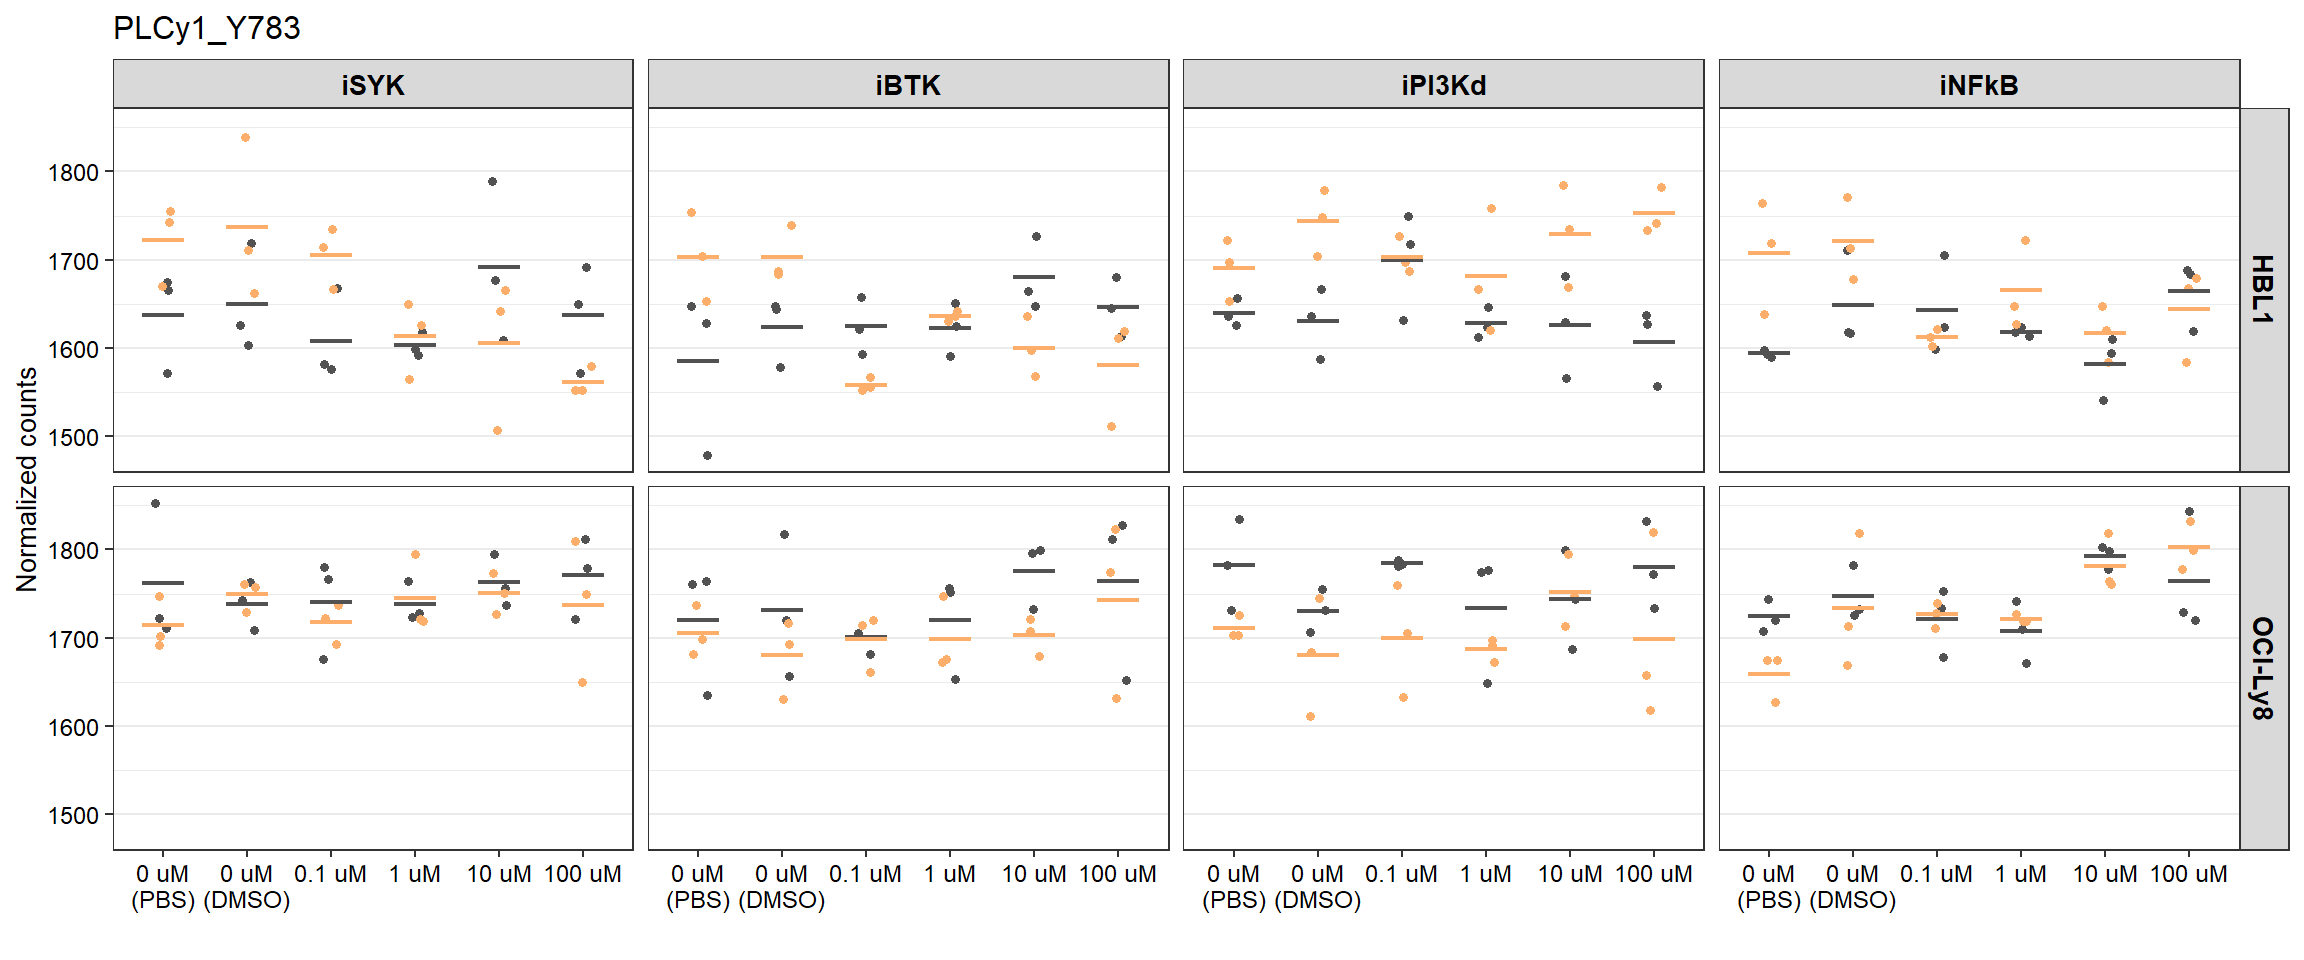 PLCy1_Y783
iSYK
iBTK
iPI3Kd
iNFkB
Normalized counts
1800
1700
1600
1500
HBL1
1800
1700
1600
1500
OCI-Ly8
0 uM (PBS)
0 uM (DMSO)
0.1 uM
1 uM
10 uM
100 uM
0 uM (PBS)
0 uM (DMSO)
0.1 uM
1 uM
10 uM
100 uM
0 uM (PBS)
0 uM (DMSO)
0.1 uM
1 uM
10 uM
100 uM
0 uM (PBS)
0 uM (DMSO)
0.1 uM
1 uM
10 uM
100 uM